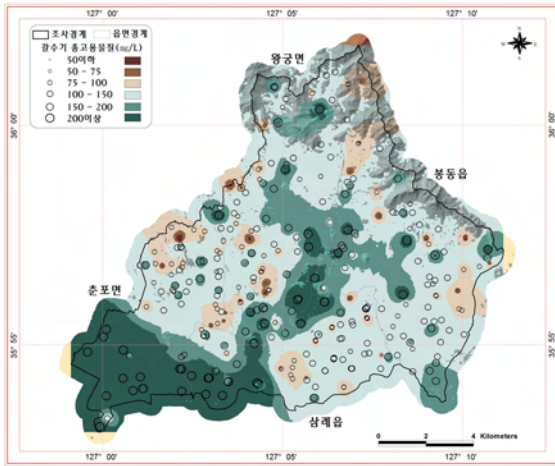 127° 00' 127° 05' 127° 10'
조사경계 읍면경계
갈수기 총고용물질(mg/L)
50이하
50 - 75
75 - 100
100 - 150
150 - 200
200이상
왕궁면
N
W E
S
36° 00' 36° 00'
봉동읍
춘포면
35° 55' 35° 55'
삼례읍
0 2 4 Kilometers
127° 00' 127° 05' 127° 10'